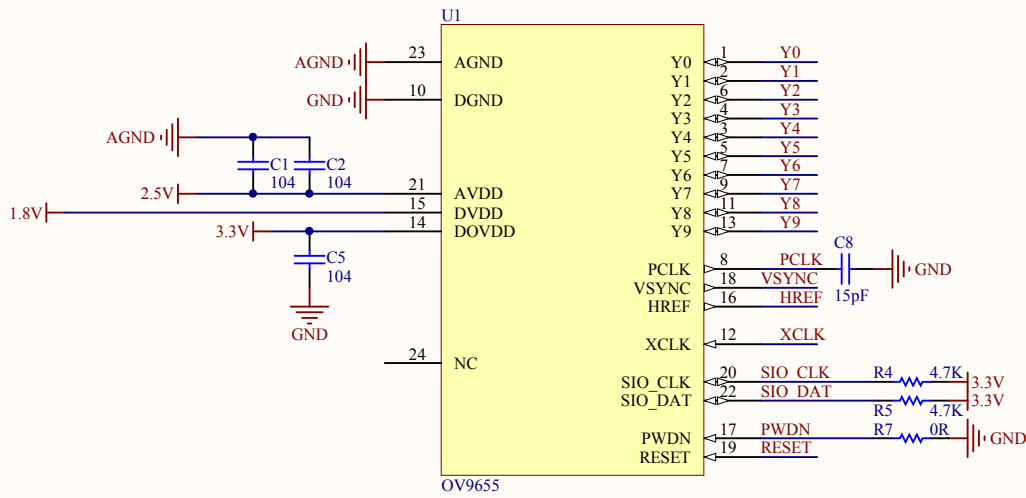 U1
23 AGND Y0 1 Y0
AGND
Y1 2 Y1
10 DGND Y2 6 Y2
GND
Y3 4 Y3
AGND Y4 3 Y4
Y5 5 Y5
C1 C2 Y6 7 Y6
104 104
2.5V 21 AVDD Y7 9 Y7
1.8V 15 DVDD Y8 11 Y8
3.3V 14 DOVDD Y9 13 Y9
C8
C5 PCLK 8 PCLK GND
104 VSYNC 18 VSYNC 15pF
HREF 16 HREF
GND
XCLK 12 XCLK
24 NC
SIO_CLK 20 SIO_CLK R4 4.7K 3.3V
SIO_DAT 22 SIO_DAT 3.3V
R5 4.7K
PWDN 17 PWDN R7 0R GND
RESET 19 RESET
OV9655